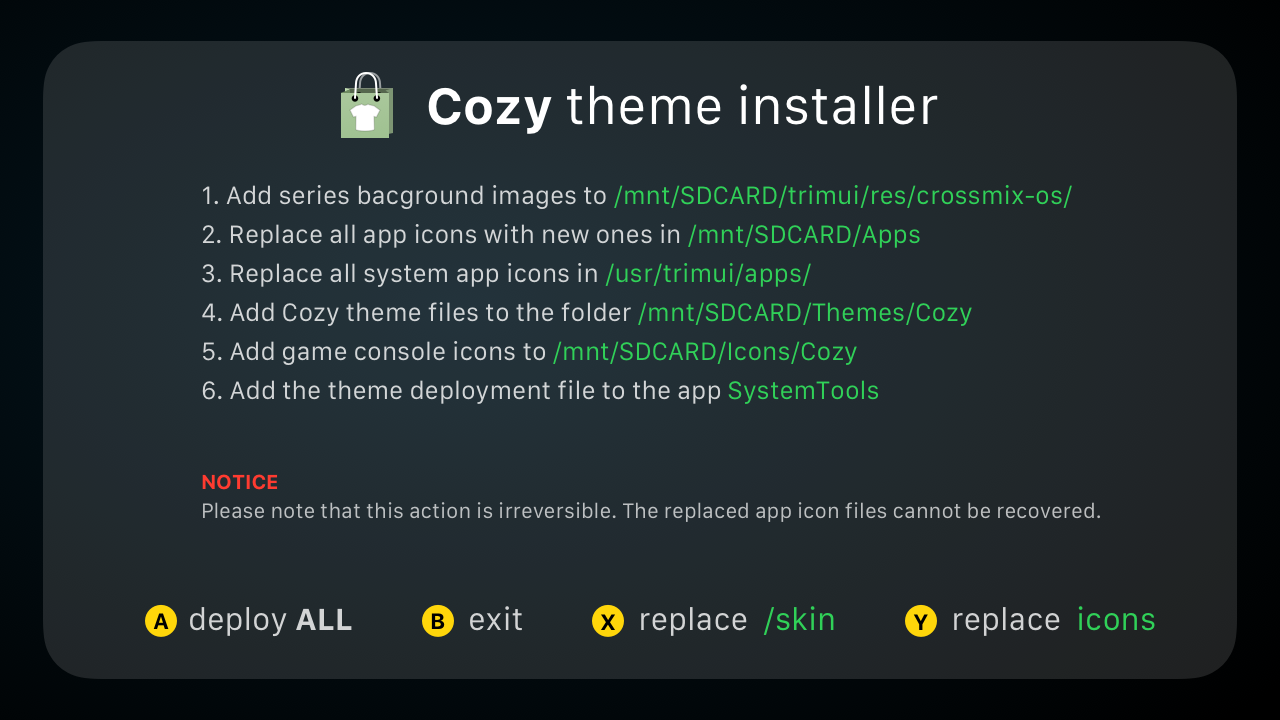 Cozy theme installer
1. Add series bacground images to /mnt/SDCARD/trimui/res/crossmix-os/
2. Replace all app icons with new ones in /mnt/SDCARD/Apps
3. Replace all system app icons in /usr/trimui/apps/
4. Add Cozy theme files to the folder /mnt/SDCARD/Themes/Cozy
5. Add game console icons to /mnt/SDCARD/Icons/Cozy
6. Add the theme deployment file to the app SystemTools
NOTICE
Please note that this action is irreversible. The replaced app icon files cannot be recovered.
A deploy ALL B exit X replace /skin Y replace icons